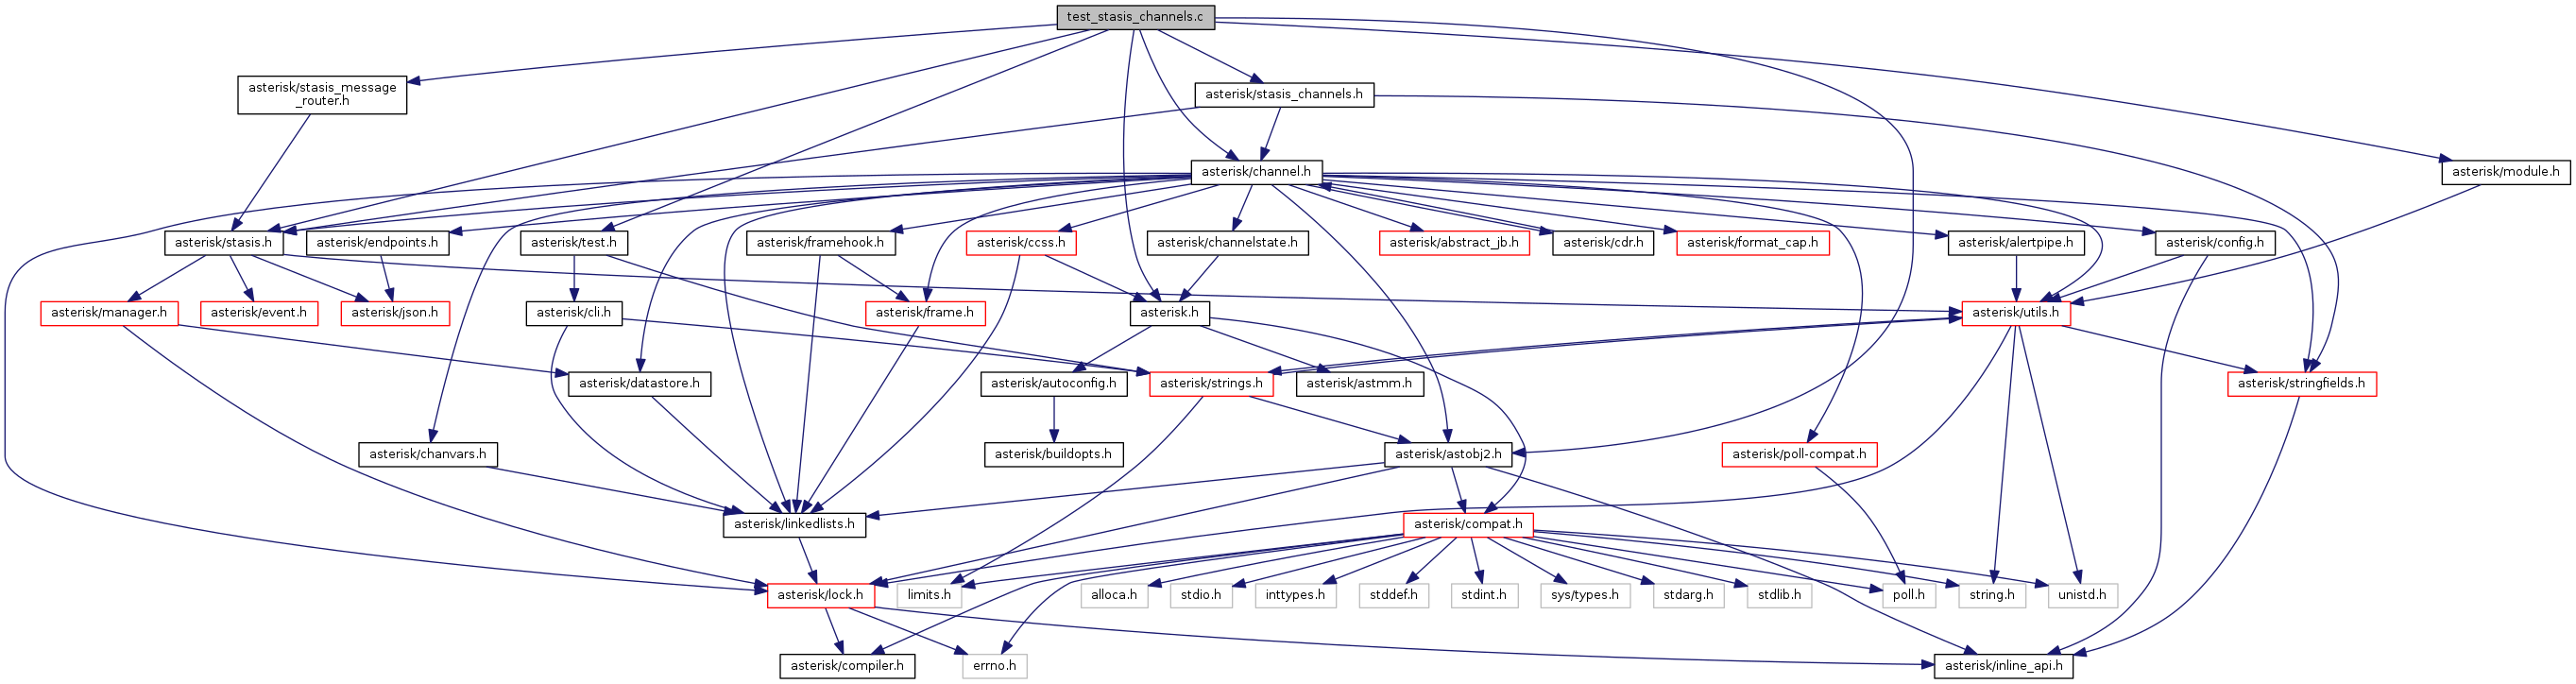 test_stasis_channels.c
asterisk/stasis_message
_router.h
asterisk/stasis_channels.h
asterisk/channel.h
asterisk/module.h
asterisk/stasis.h
asterisk/endpoints.h
asterisk/test.h
asterisk/framehook.h
asterisk/ccss.h
asterisk/channelstate.h
asterisk/abstract_jb.h
asterisk/cdr.h
asterisk/format_cap.h
asterisk/alertpipe.h
asterisk/config.h
asterisk/manager.h
asterisk/event.h
asterisk/json.h
asterisk/cli.h
asterisk/frame.h
asterisk.h
asterisk/utils.h
asterisk/datastore.h
asterisk/autoconfig.h
asterisk/strings.h
asterisk/astmm.h
asterisk/stringfields.h
asterisk/chanvars.h
asterisk/buildopts.h
asterisk/astobj2.h
asterisk/poll-compat.h
asterisk/linkedlists.h
asterisk/compat.h
asterisk/lock.h
limits.h
alloca.h
stdio.h
inttypes.h
stddef.h
stdint.h
sys/types.h
stdarg.h
stdlib.h
poll.h
string.h
unistd.h
asterisk/compiler.h
errno.h
asterisk/inline_api.h